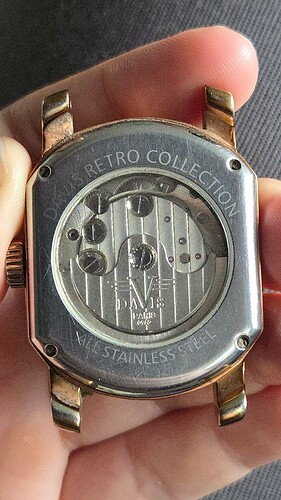 DAVIS RETRO COLLECTION
DAVIS
PARIS
ALL STAINLESS STEEL